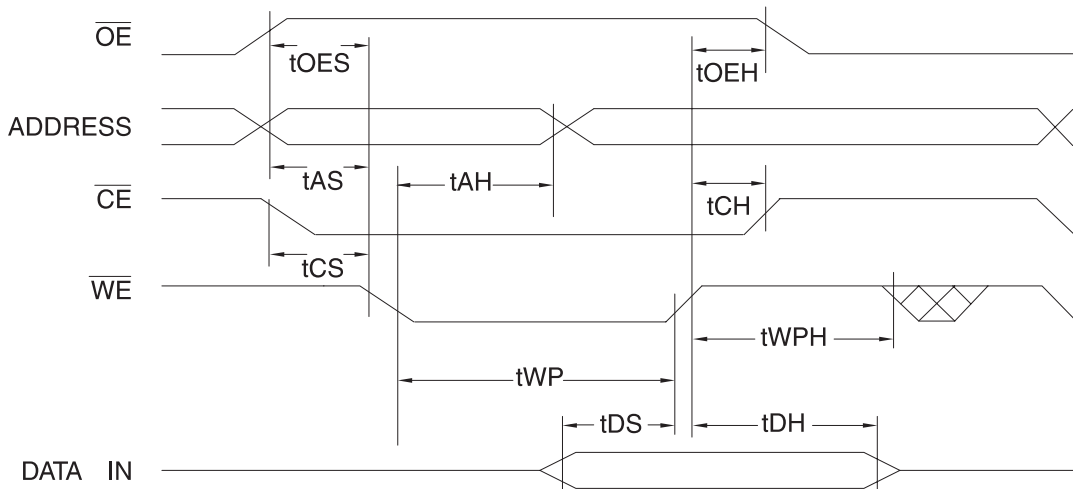 OE
tOES
tOEH
ADDRESS
tAS
tAH
CE
tCH
tCS
WE
tWPH
tWP
tDS
tDH
DATA IN